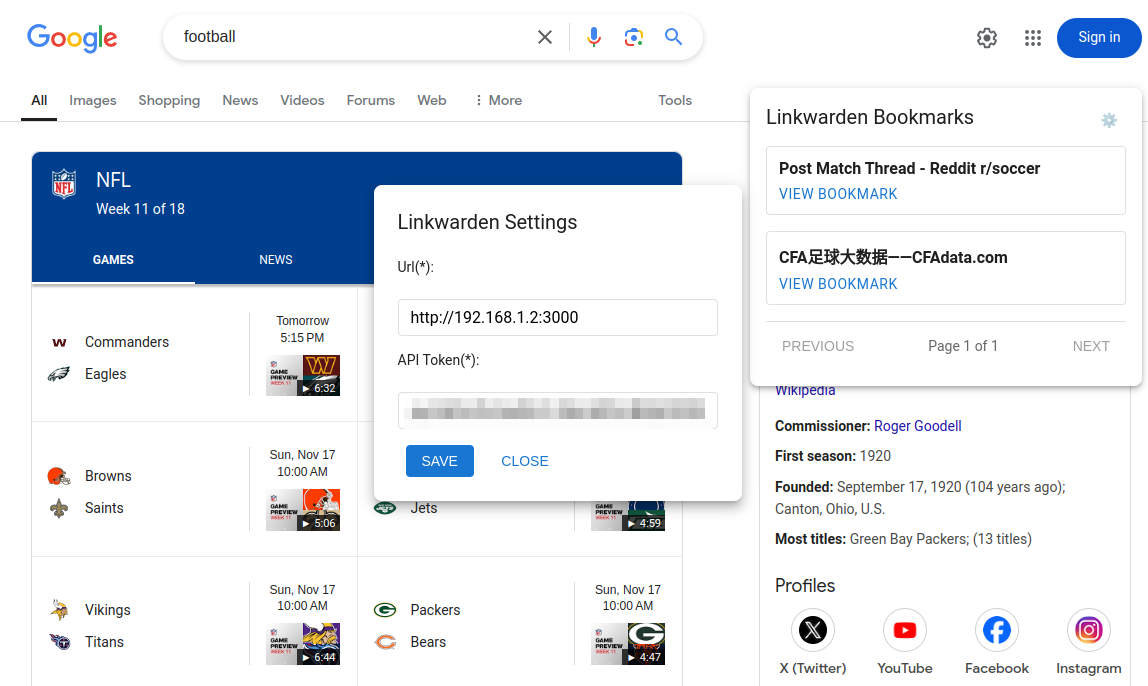 Google
football
Sign in
All
Images
Shopping
News
Videos
Forums
Web
More
Tools
NFL
NFL
Week 11 of 18
GAMES
NEWS
Tomorrow
5:15 PM
Commanders
Eagles
GAME
PREVIEW
WEEK 11
6:32
Sun, Nov 17
10:00 AM
Browns
Saints
GAME
PREVIEW
WEEK 11
5:06
Jets
PREVIEW
WEEK 11
4:59
Sun, Nov 17
10:00 AM
Vikings
Titans
GAME
PREVIEW
WEEK 11
6:44
Sun, Nov 17
10:00 AM
Packers
Bears
GAME
PREVIEW
WEEK 11
4:47
Linkwarden Settings
Url(*):
http://192.168.1.2:3000
API Token(*):
SAVE
CLOSE
Linkwarden Bookmarks
Post Match Thread - Reddit r/soccer
VIEW BOOKMARK
CFA足球大数据——CFAdata.com
VIEW BOOKMARK
PREVIOUS
Page 1 of 1
NEXT
Wikipedia
Commissioner: Roger Goodell
First season: 1920
Founded: September 17, 1920 (104 years ago);
Canton, Ohio, U.S.
Most titles: Green Bay Packers; (13 titles)
Profiles
X (Twitter)
YouTube
Facebook
Instagram